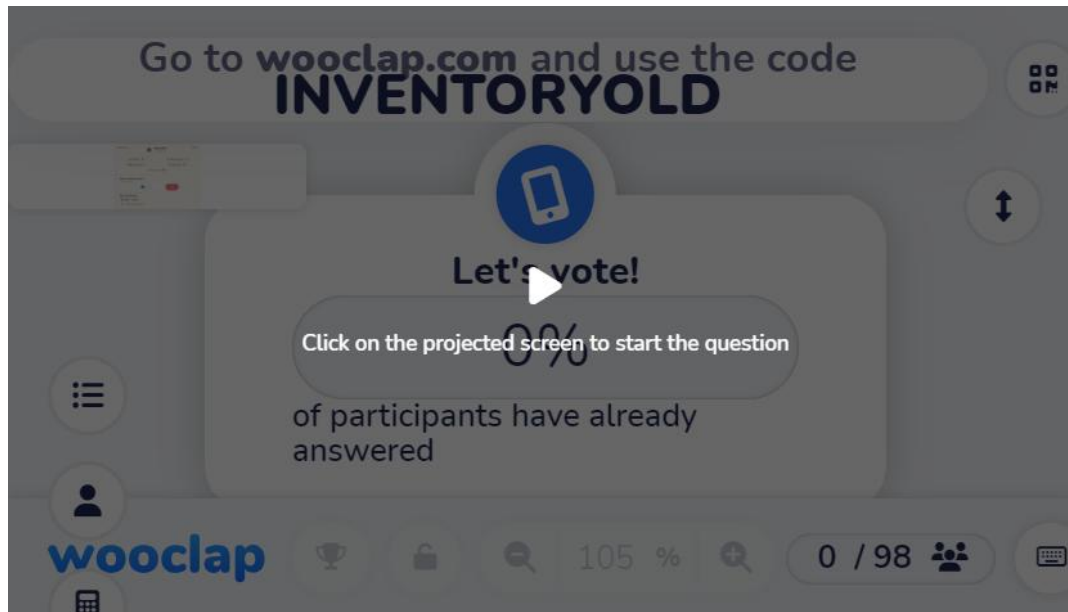 Go to wooclap.com and use the code
INVENTORYOLD
Let's vote!
0%
Click on the projected screen to start the question
of participants have already
answered
wooclap
105 %
0 / 98